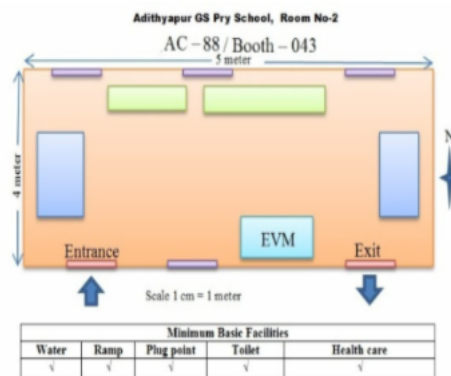 Adithyapur GS Pry School, Room No-2
AC – 88 / Booth – 043
5 meter
4 meter
N
EVM
Entrance
Exit
Scale 1 cm = 1 meter
Minimum Basic Facilities
Water Ramp Plug point Toilet Health care
√ √ √ √ √